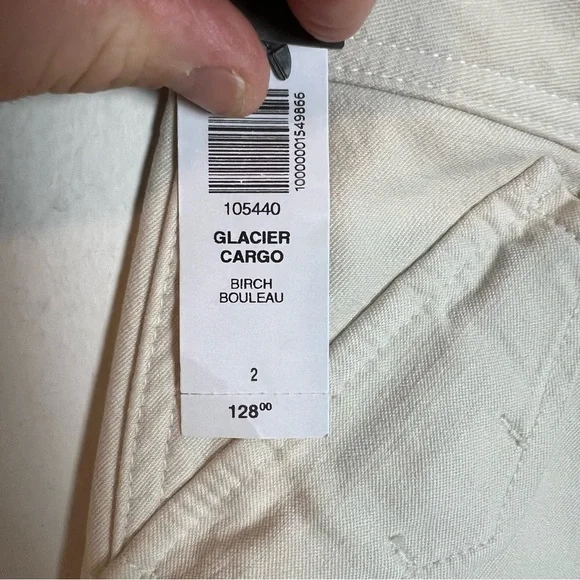 10000001549866
105440
GLACIER
CARGO
BIRCH
BOULEAU
2
128⁰⁰